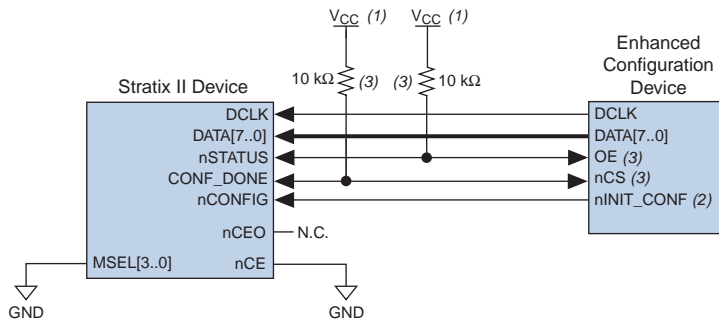 VCC (1)
VCC (1)
Enhanced
Configuration
Device
Stratix II Device
10 kΩ
(3)
(3)
10 kΩ
DCLK
DCLK
DATA[7..0]
DATA[7..0]
nSTATUS
OE (3)
CONF_DONE
nCS (3)
nCONFIG
nINIT_CONF (2)
nCEO
N.C.
MSEL[3..0]
nCE
GND
GND